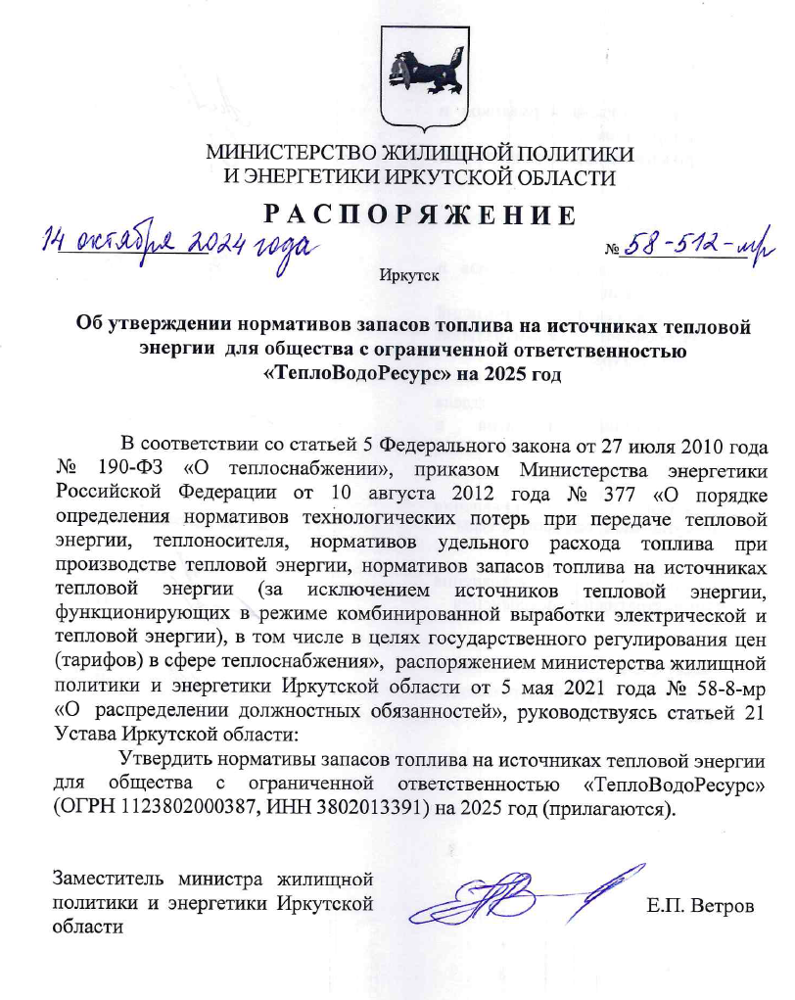 МИНИСТЕРСТВО ЖИЛИЩНОЙ ПОЛИТИКИ
И ЭНЕРГЕТИКИ ИРКУТСКОЙ ОБЛАСТИ
РАСПОРЯЖЕНИЕ
14 октября 2024 года № 58-512-мр
Иркутск
Об утверждении нормативов запасов топлива на источниках тепловой
энергии для общества с ограниченной ответственностью
«ТеплоВодоРесурс» на 2025 год
В соответствии со статьей 5 Федерального закона от 27 июля 2010 года
№ 190-ФЗ «О теплоснабжении», приказом Министерства энергетики
Российской Федерации от 10 августа 2012 года № 377 «О порядке
определения нормативов технологических потерь при передаче тепловой
энергии, теплоносителя, нормативов удельного расхода топлива при
производстве тепловой энергии, нормативов запасов топлива на источниках
тепловой энергии (за исключением источников тепловой энергии,
функционирующих в режиме комбинированной выработки электрической и
тепловой энергии), в том числе в целях государственного регулирования цен
(тарифов) в сфере теплоснабжения», распоряжением министерства жилищной
политики и энергетики Иркутской области от 5 мая 2021 года № 58-8-мр
«О распределении должностных обязанностей», руководствуясь статьей 21
Устава Иркутской области:
Утвердить нормативы запасов топлива на источниках тепловой энергии
для общества с ограниченной ответственностью «ТеплоВодоРесурс»
(ОГРН 1123802000387, ИНН 3802013391) на 2025 год (прилагаются).
Заместитель министра жилищной
политики и энергетики Иркутской
области
Е.П. Ветров